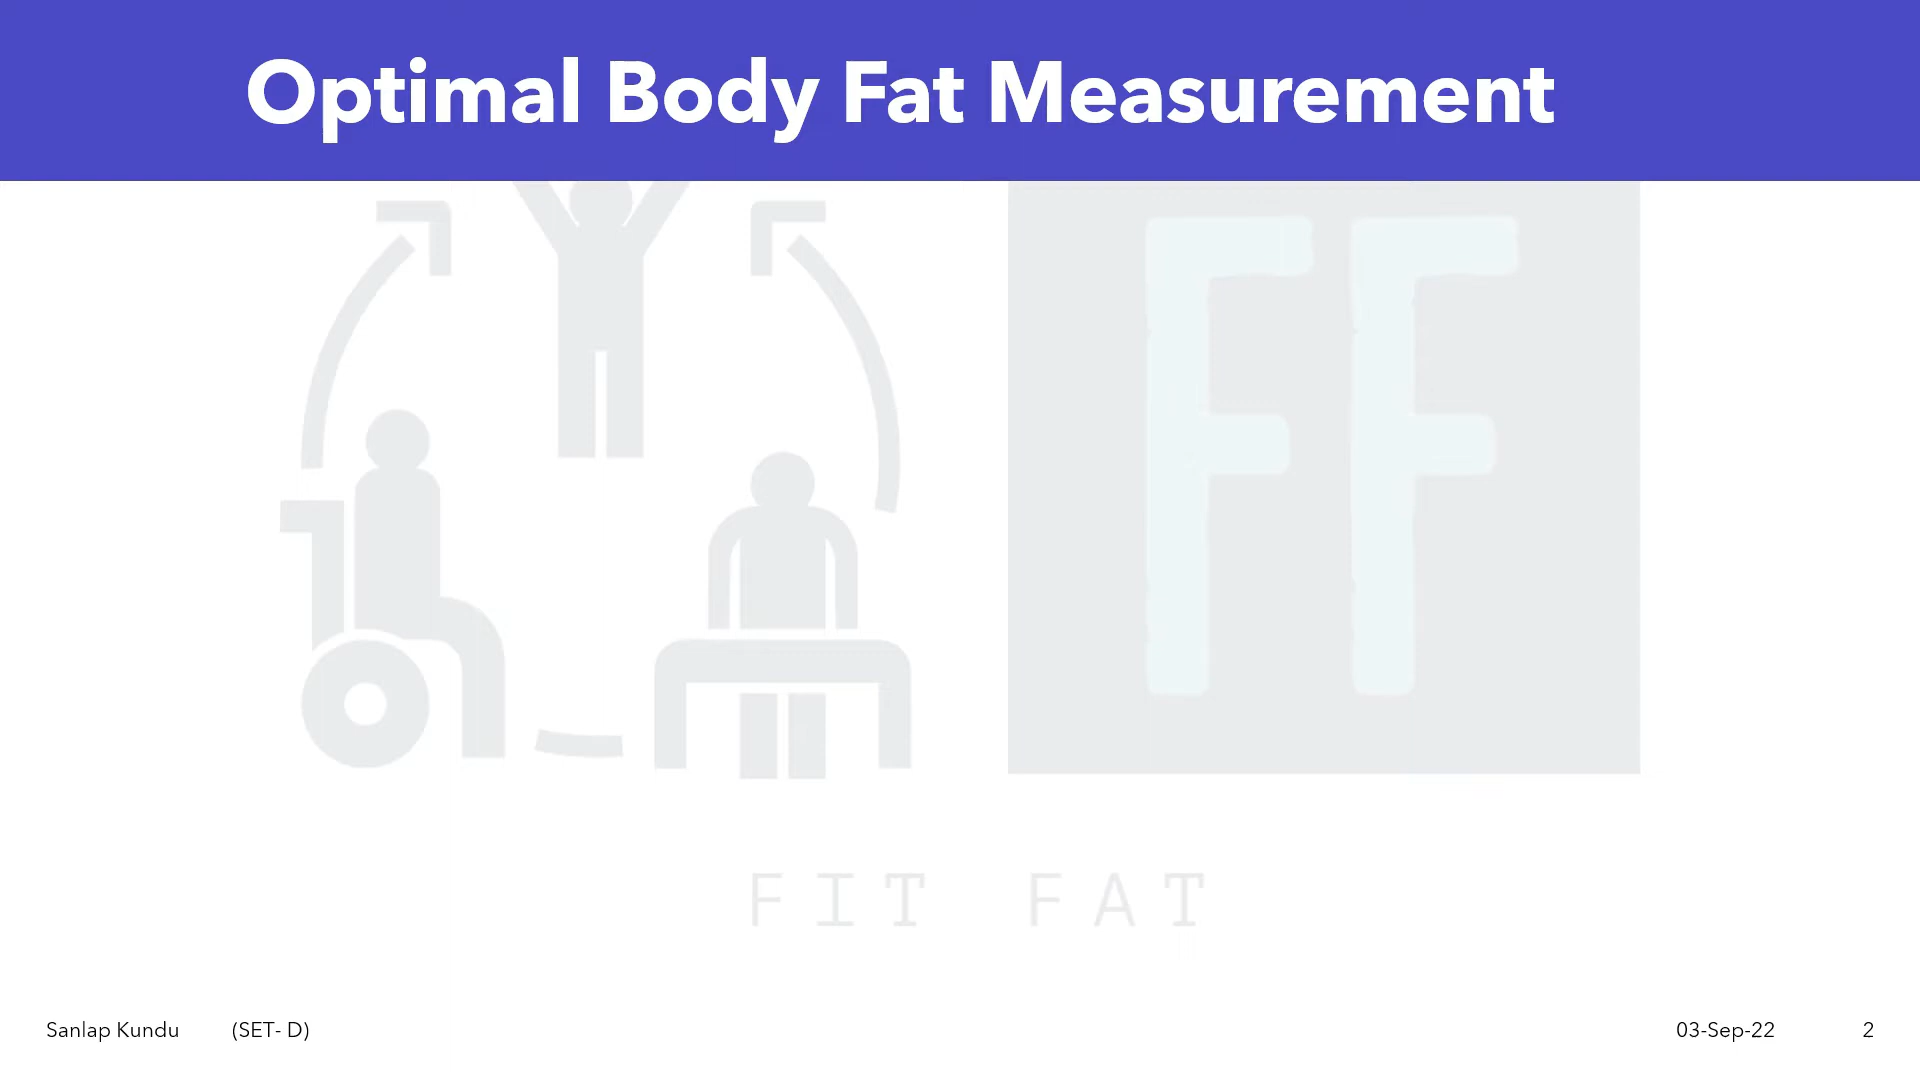 Optimal Body Fat Measurement
FF
FIT FAT
Sanlap Kundu (SET- D) 03-Sep-22 2